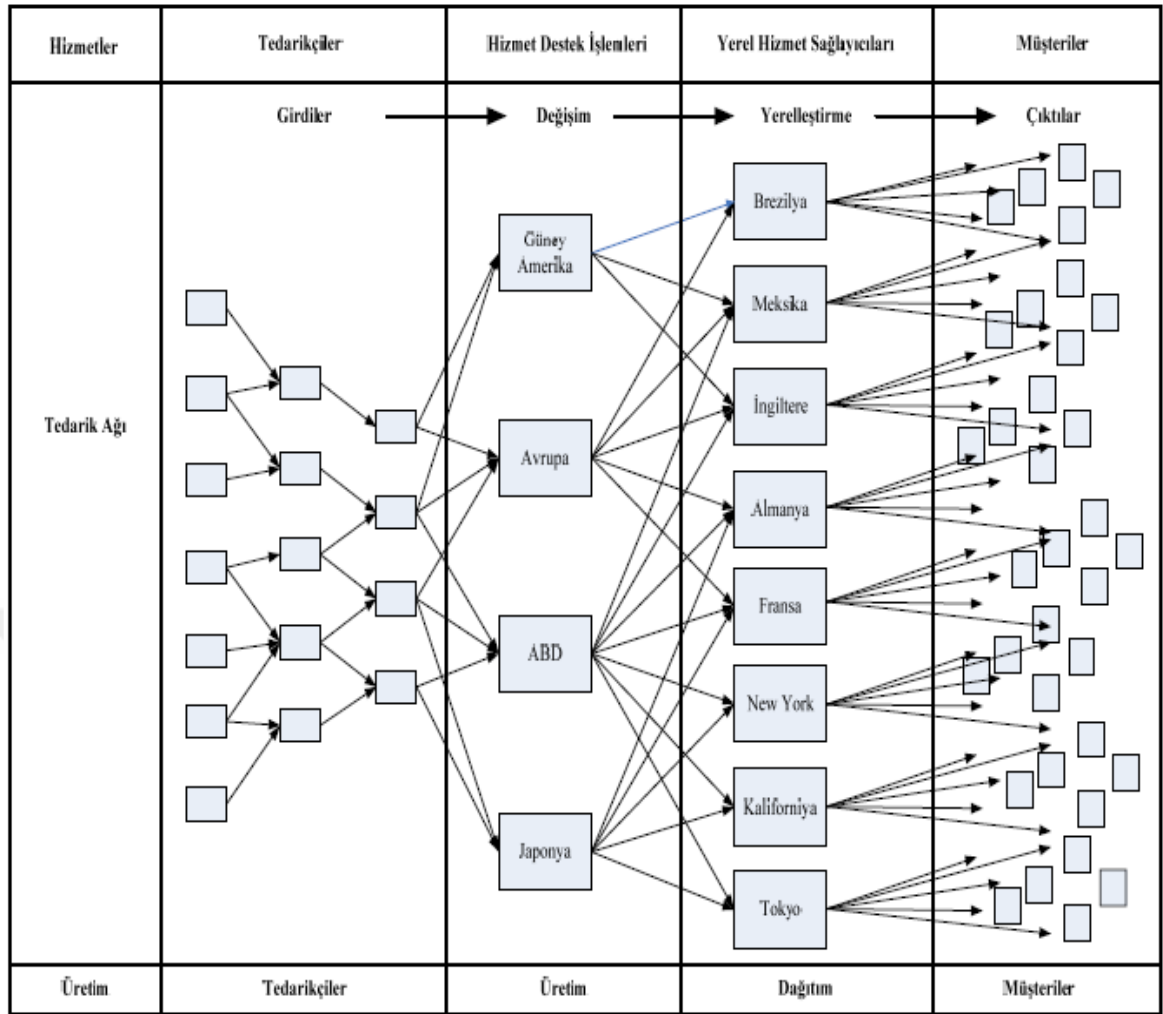 Hizmetler
Tedarikçiler
Hizmet Destek İşlemleri
Yerel Hizmet Sağlayıcıları
Müşteriler
Girdiler
Değişim
Yerelleştirme
Çıktılar
Tedarik Ağı
Güney
Amerika
Avrupa
ABD
Japonya
Brezilya
Meksika
İngiltere
Almanya
Fransa
New York
Kaliforniya
Tokyo
Üretim
Tedarikçiler
Üretim
Dağıtım
Müşteriler